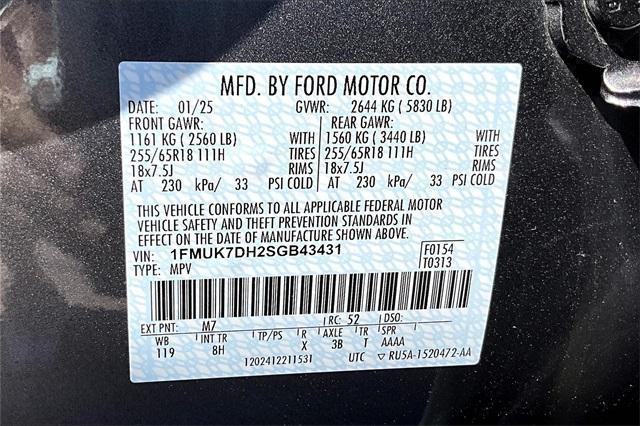 MFD. BY FORD MOTOR CO.
DATE: 01/25 GVWR: 2644 KG ( 5830 LB)
FRONT GAWR: REAR GAWR:
1161 KG ( 2560 LB) WITH 1560 KG ( 3440 LB) WITH
255/65R18 111H TIRES 255/65R18 111H TIRES
18x7.5J RIMS 18x7.5J RIMS
AT 230 kPa/ 33 PSI COLD AT 230 kPa/ 33 PSI COLD
THIS VEHICLE CONFORMS TO ALL APPLICABLE FEDERAL MOTOR
VEHICLE SAFETY AND THEFT PREVENTION STANDARDS IN
EFFECT ON THE DATE OF MANUFACTURE SHOWN ABOVE.
VIN: 1FMUK7DH2SGB43431 F0154
TYPE: MPV T0313
EXT PNT: M7 RC: 52 DSO:
WB INT TR TP/PS R AXLE TR SPR
119 8H X 3B T AAAA
1202412211531 UTC ▽ RU5A-1520472-AA